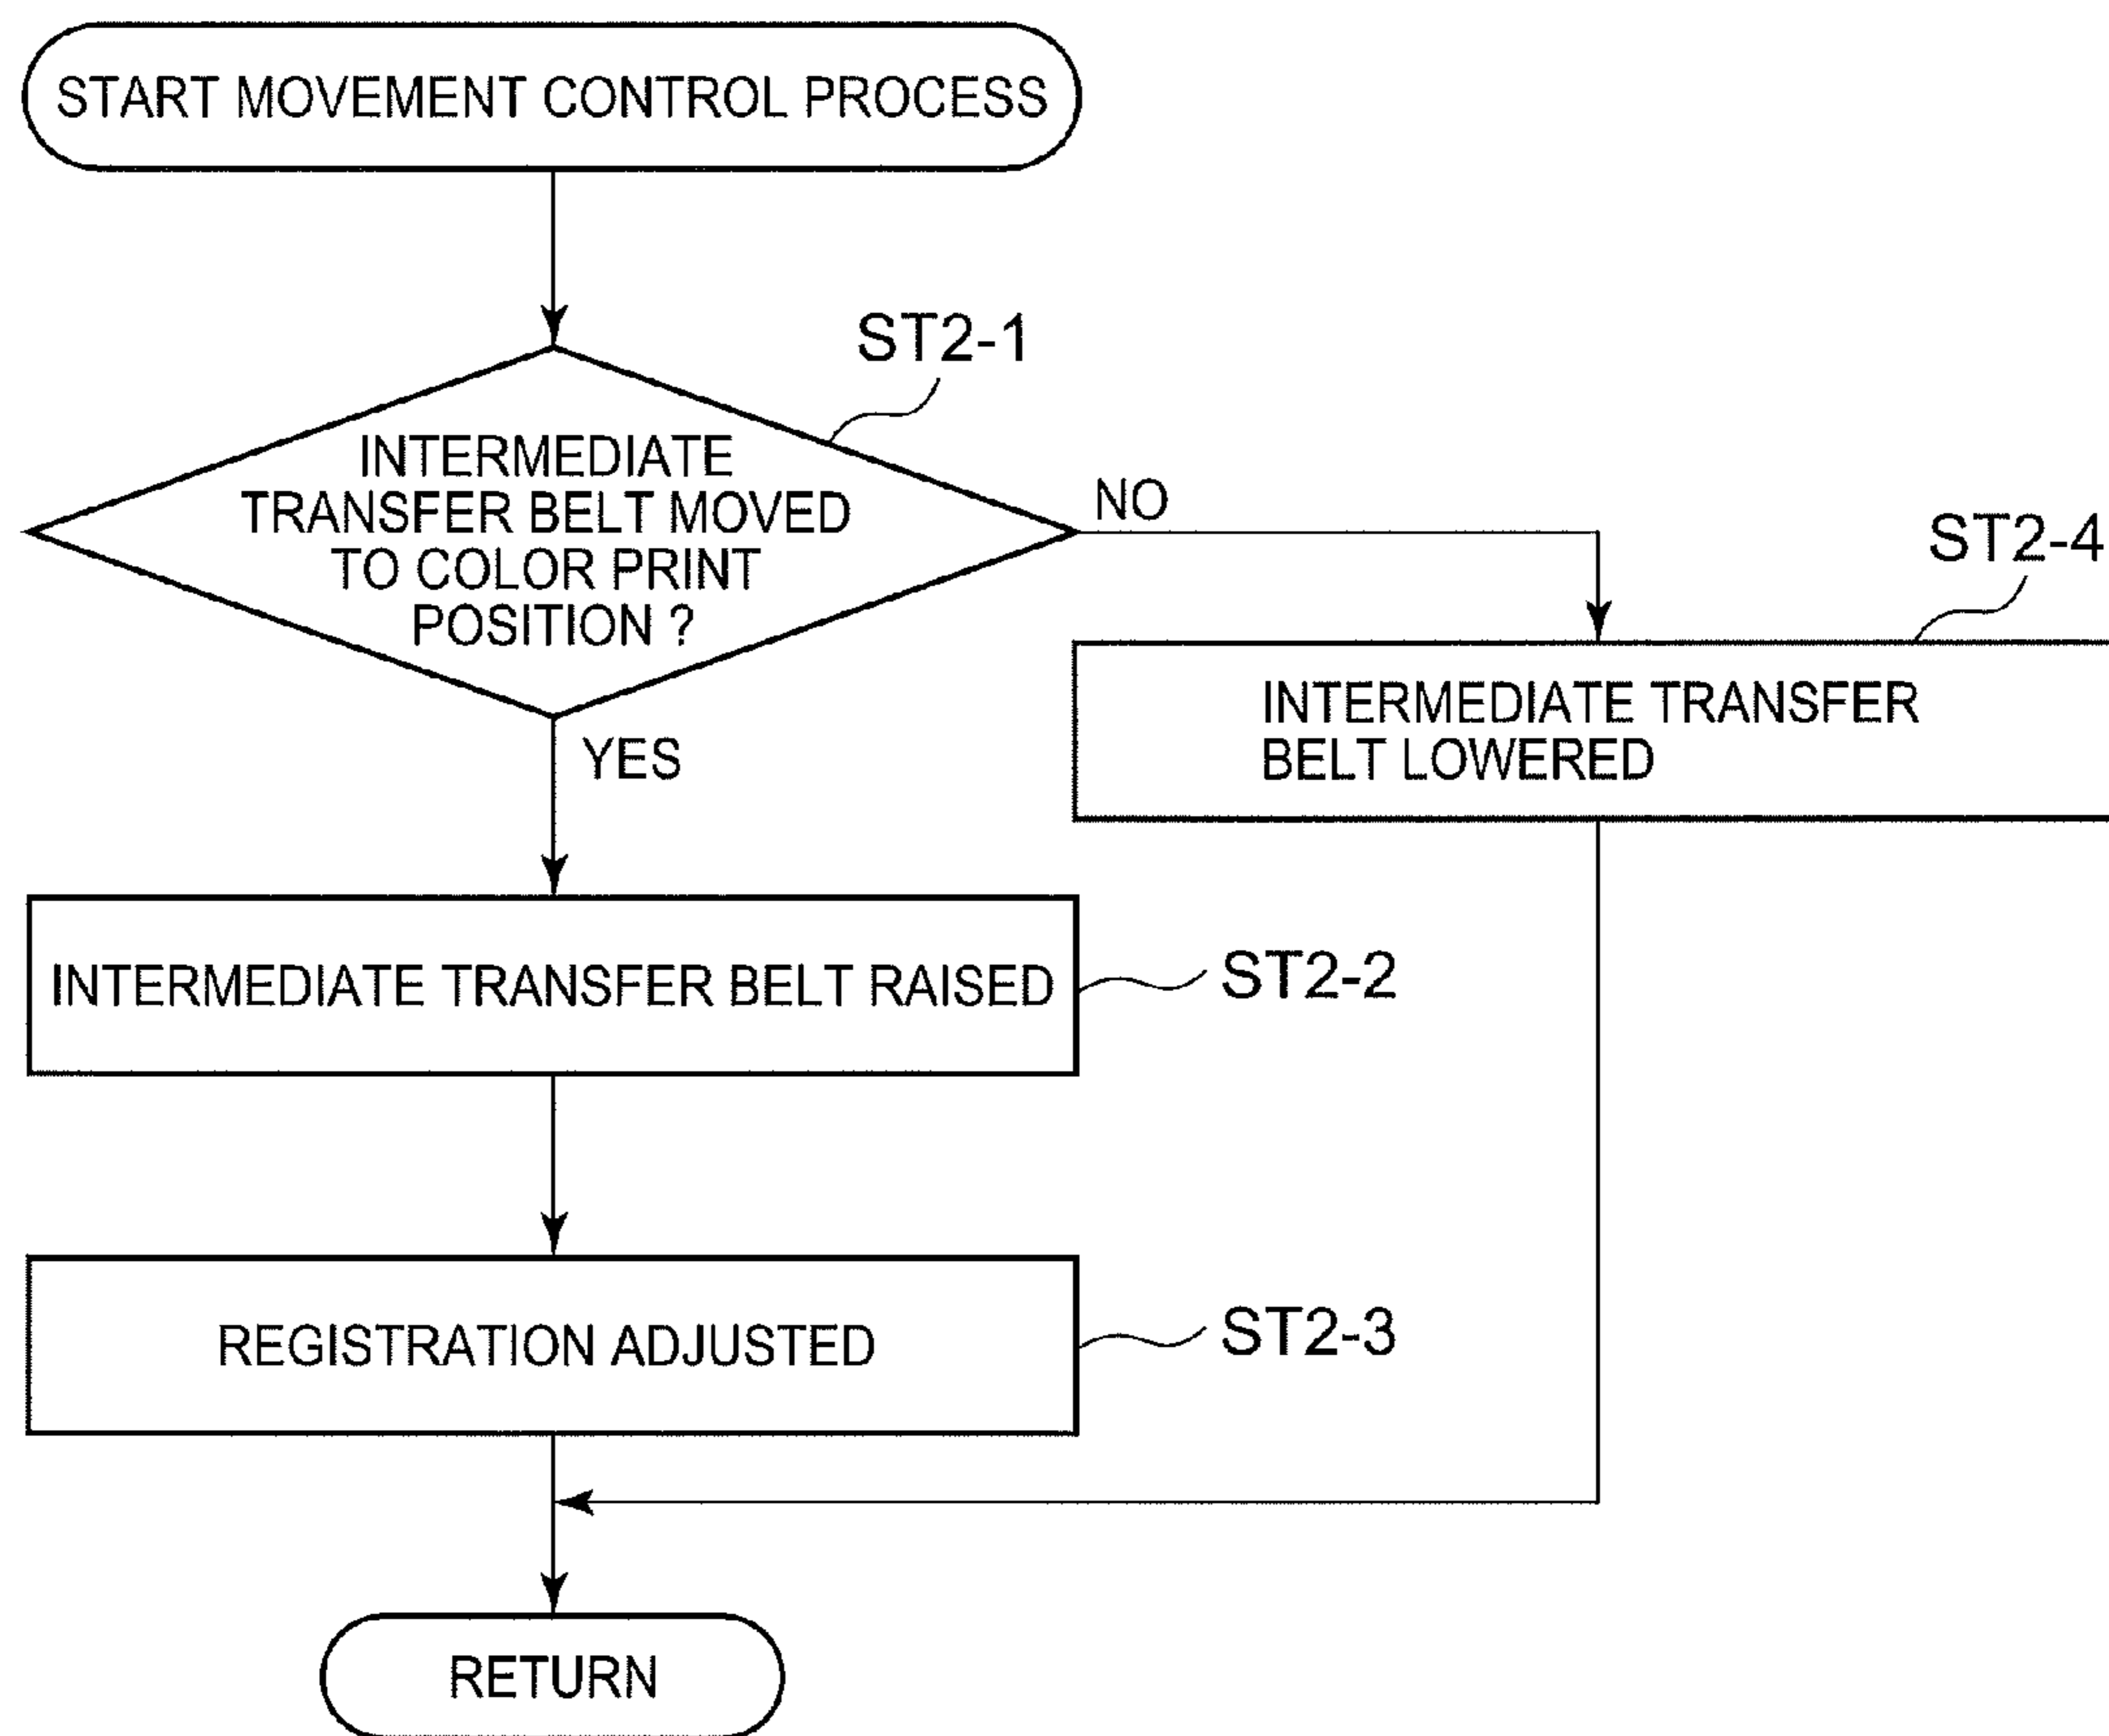 START MOVEMENT CONTROL PROCESS
ST2-1
INTERMEDIATE
TRANSFER BELT MOVED
TO COLOR PRINT
POSITION ?
NO
ST2-4
INTERMEDIATE TRANSFER
BELT LOWERED
YES
INTERMEDIATE TRANSFER BELT RAISED
ST2-2
REGISTRATION ADJUSTED
ST2-3
RETURN